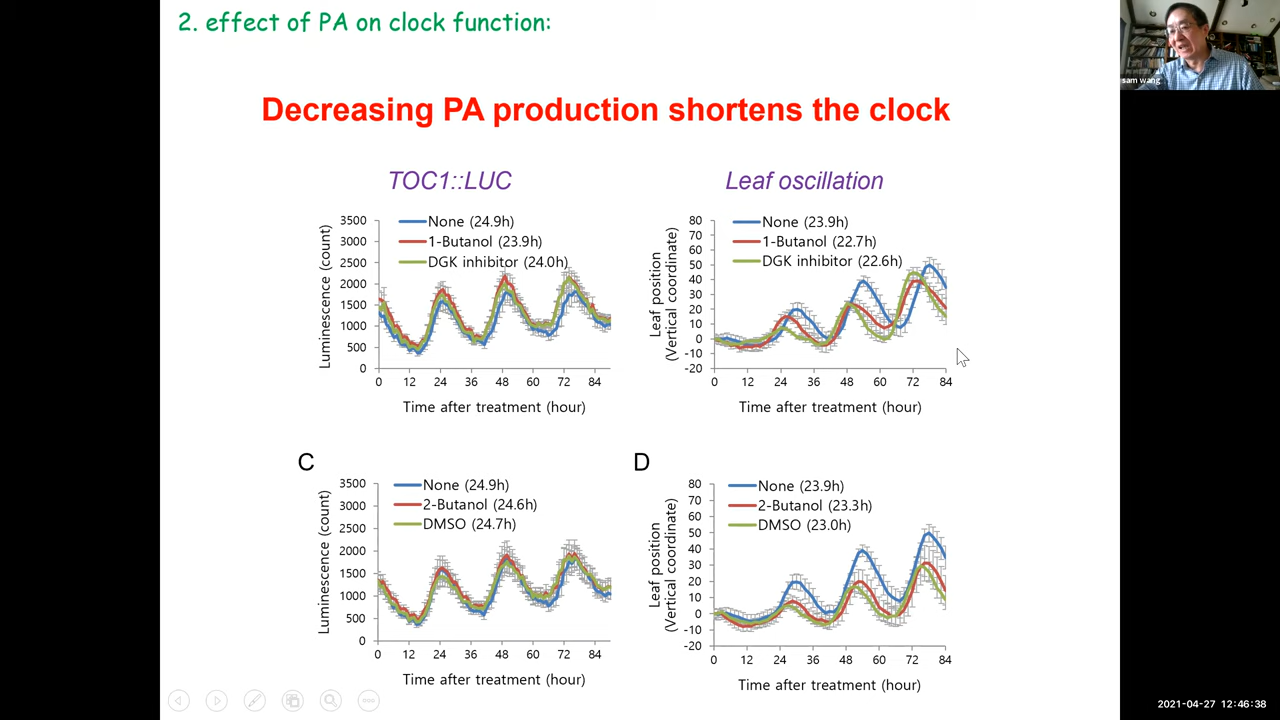 2. effect of PA on clock function:
sam wang
Decreasing PA production shortens the clock
TOC1::LUC
Luminescence (count)
3500
3000
2500
2000
1500
1000
500
0
None (24.9h)
1-Butanol (23.9h)
DGK inhibitor (24.0h)
0 12 24 36 48 60 72 84
Time after treatment (hour)
Leaf oscillation
Leaf position
(Vertical coordinate)
80
70
60
50
40
30
20
10
0
-10
-20
None (23.9h)
1-Butanol (22.7h)
DGK inhibitor (22.6h)
0 12 24 36 48 60 72 84
Time after treatment (hour)
C
Luminescence (count)
3500
3000
2500
2000
1500
1000
500
0
None (24.9h)
2-Butanol (24.6h)
DMSO (24.7h)
0 12 24 36 48 60 72 84
Time after treatment (hour)
D
Leaf position
(Vertical coordinate)
80
70
60
50
40
30
20
10
0
-10
-20
None (23.9h)
2-Butanol (23.3h)
DMSO (23.0h)
0 12 24 36 48 60 72 84
Time after treatment (hour)
2021-04-27 12:46:38